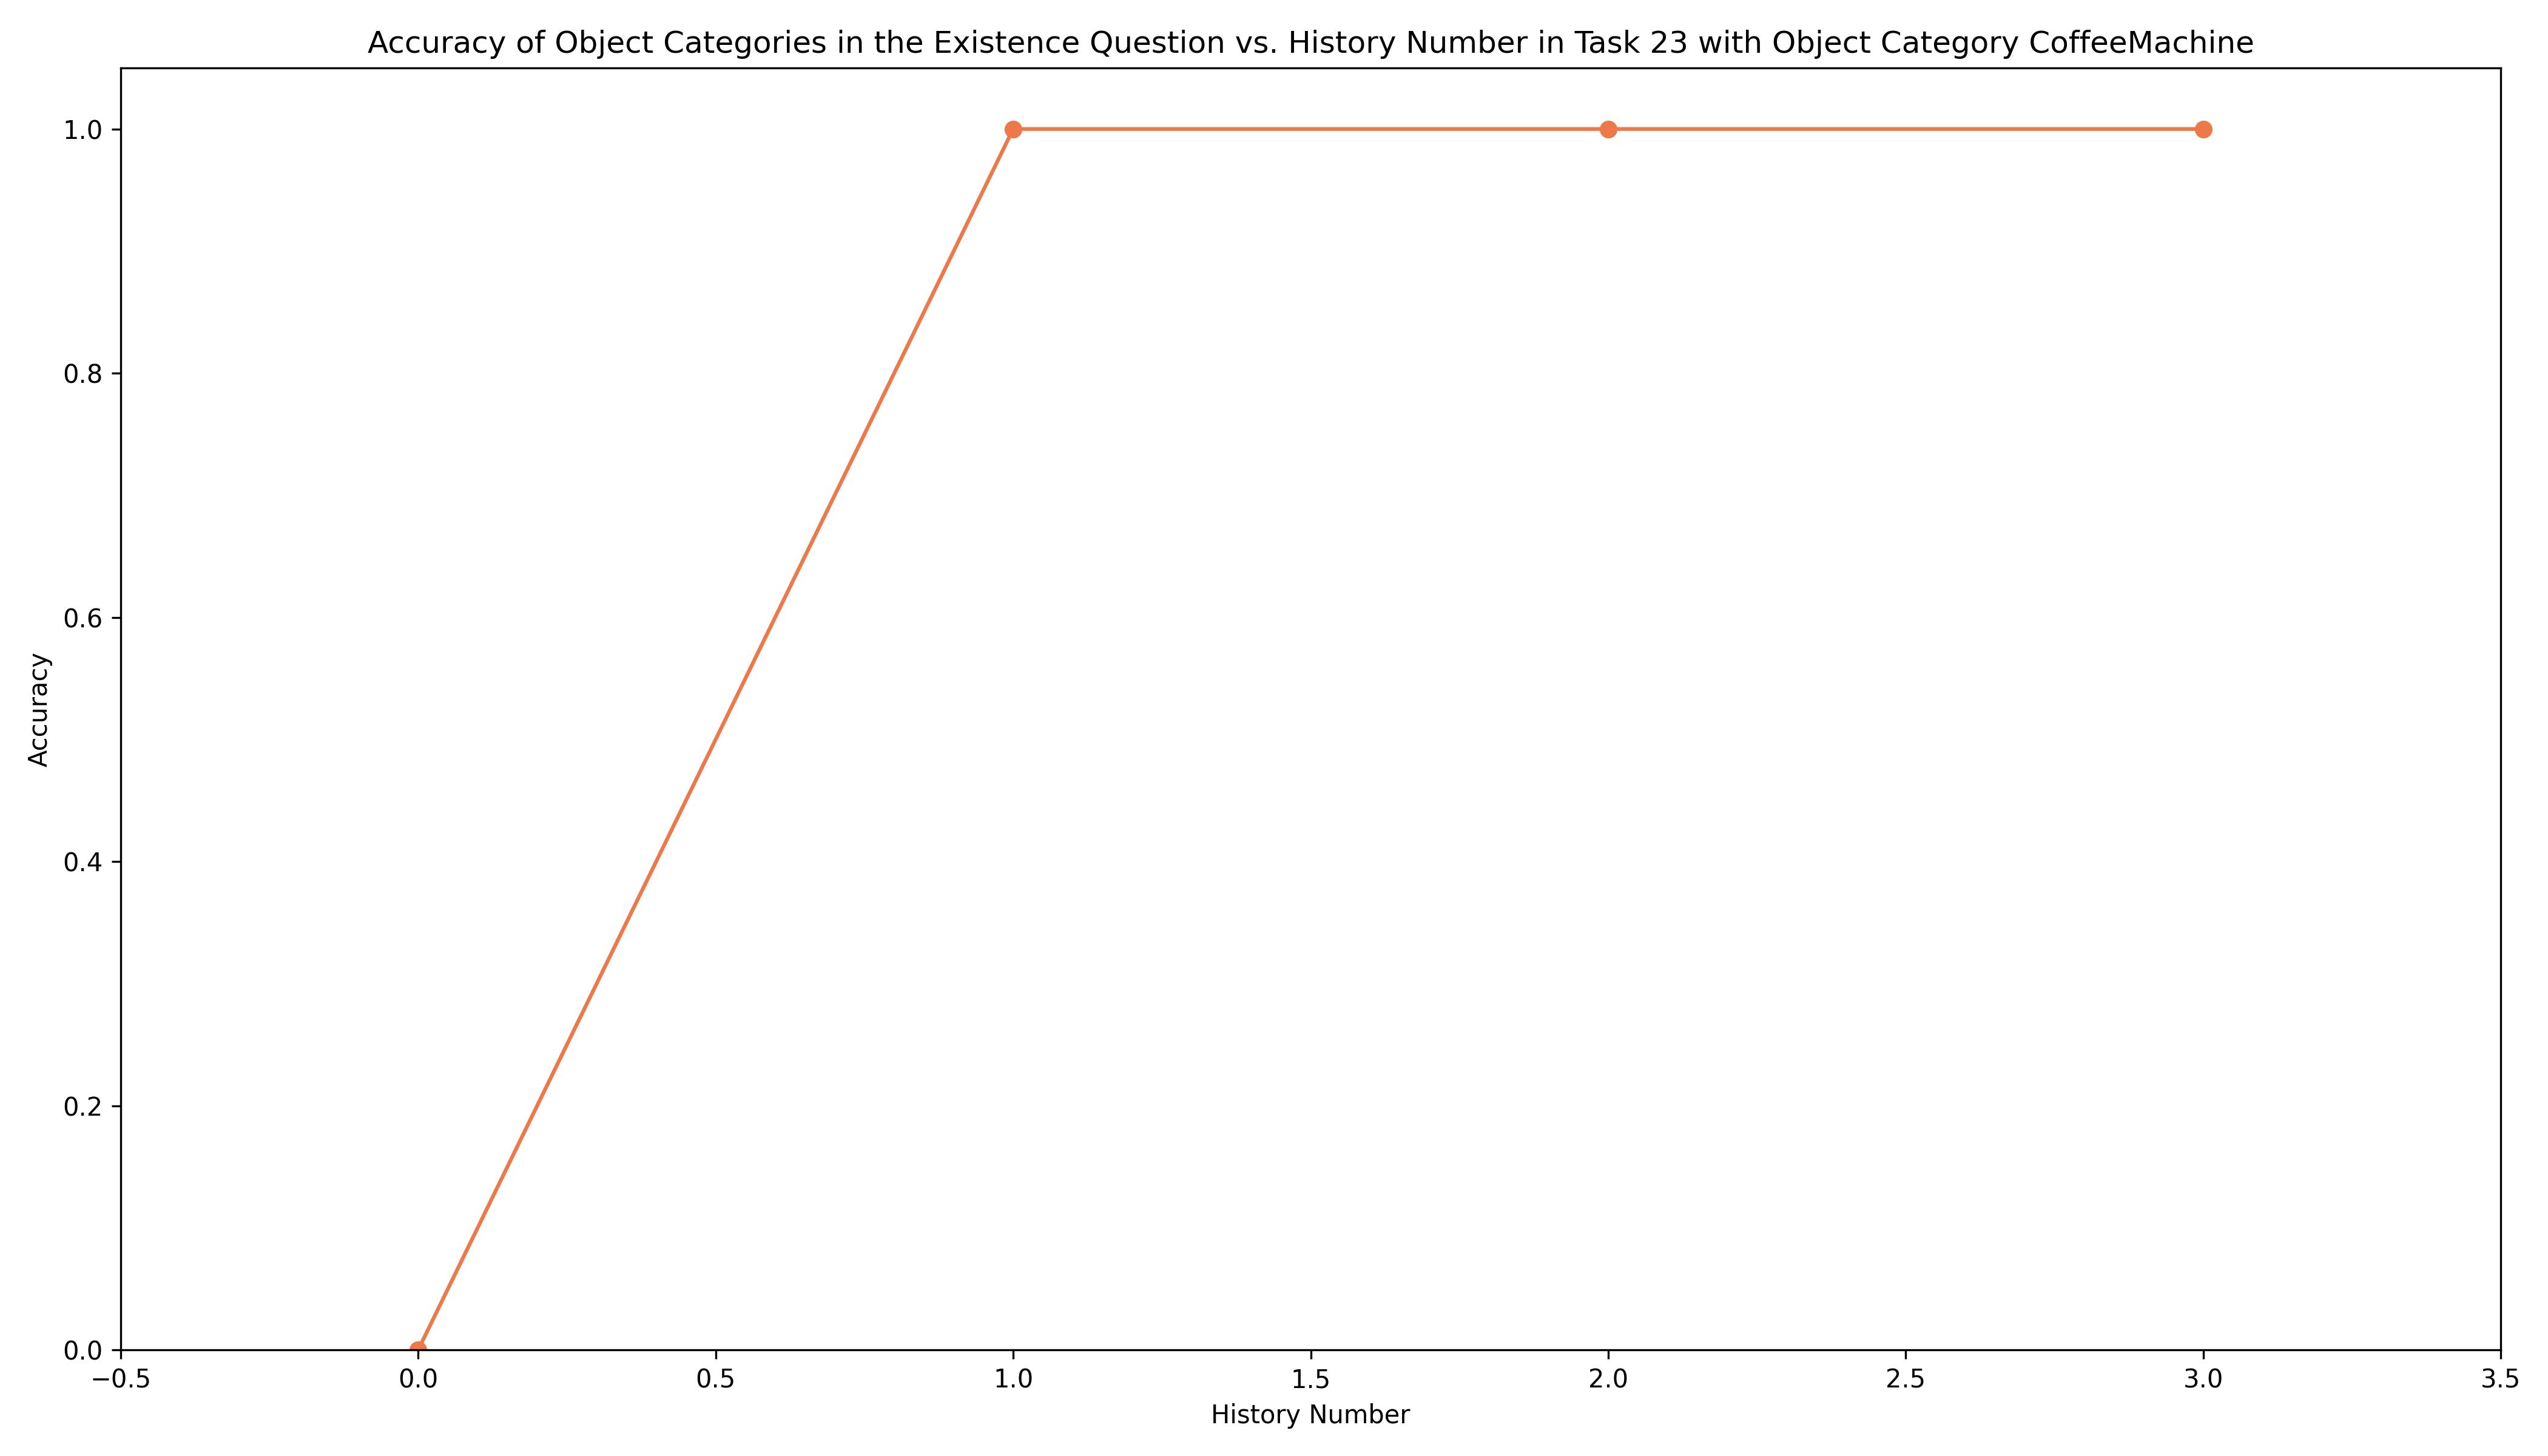 Accuracy of Object Categories in the Existence Question vs. History Number in Task 23 with Object Category CoffeeMachine
1.0
0.8
0.6
0.4
0.2
0.0
Accuracy
−0.5 0.0 0.5 1.0 1.5 2.0 2.5 3.0 3.5
History Number